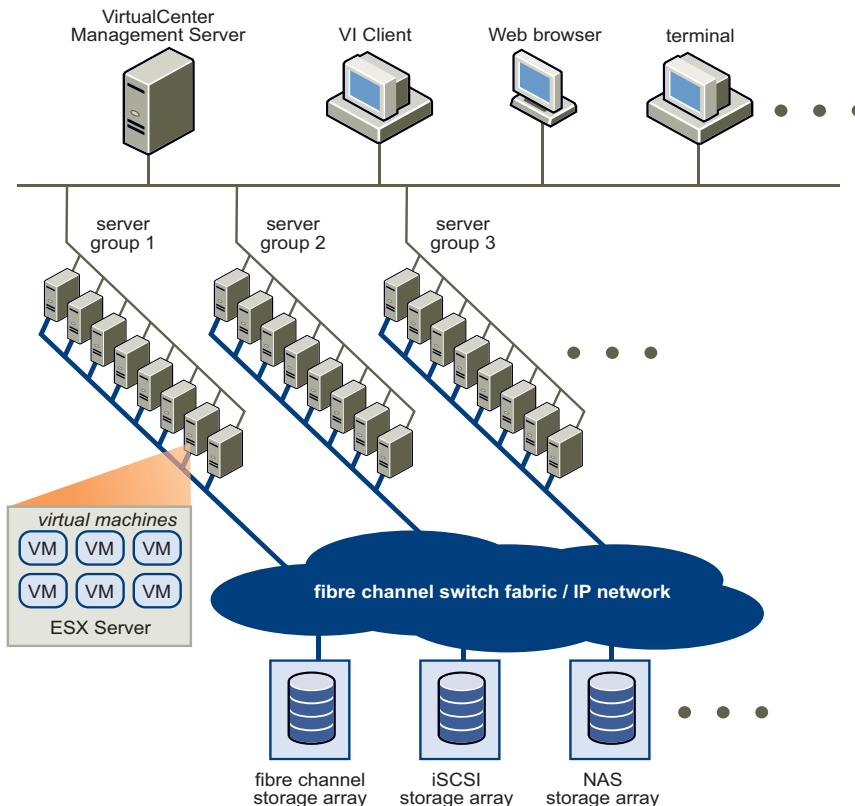 VirtualCenter
Management Server
VI Client
Web browser
terminal
server
group 1
server
group 2
server
group 3
virtual machines
VM VM VM
VM VM VM
ESX Server
fibre channel switch fabric / IP network
fibre channel
storage array
iSCSI
storage array
NAS
storage array